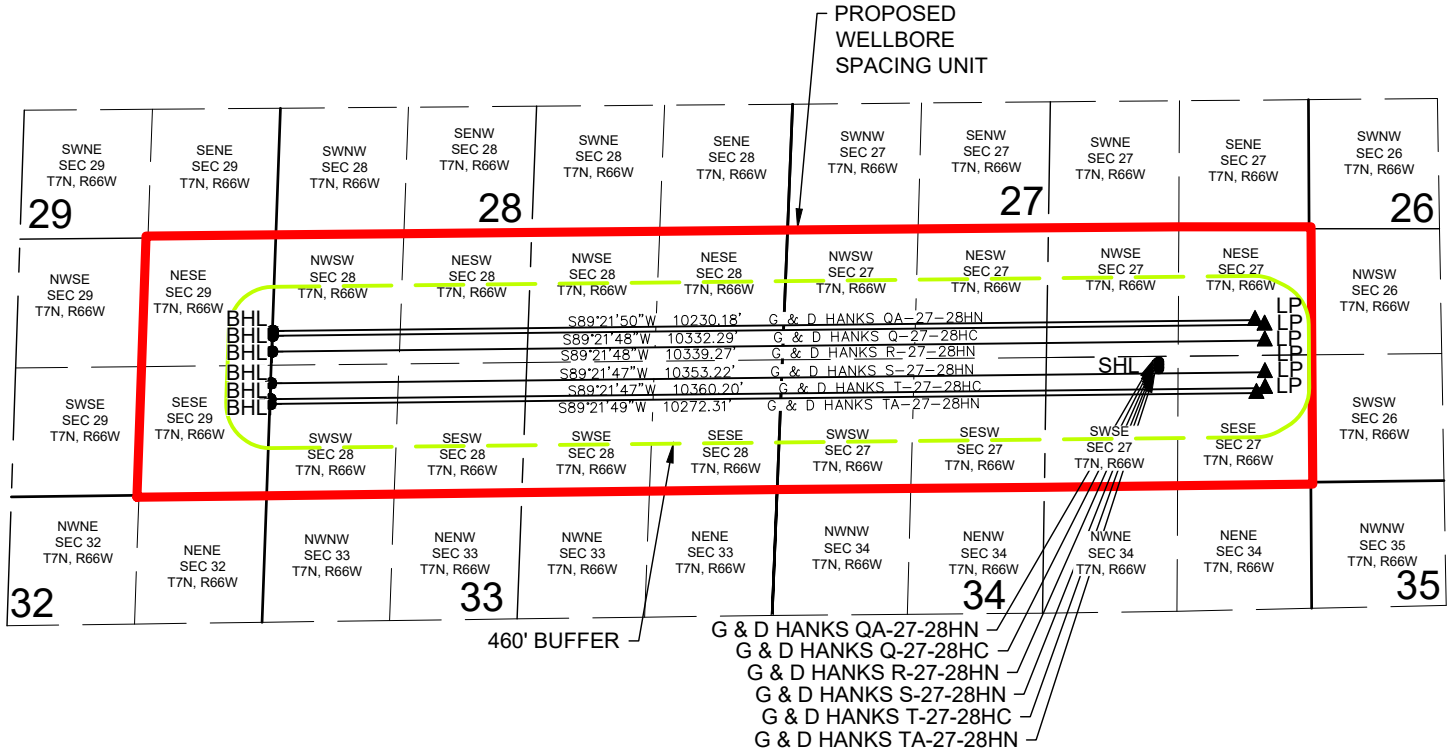 PROPOSED
WELLBORE
SPACING UNIT
SWNE
SEC 29
T7N, R66W
SENE
SEC 29
T7N, R66W
SWNW
SEC 28
T7N, R66W
SENW
SEC 28
T7N, R66W
SWNE
SEC 28
T7N, R66W
SENE
SEC 28
T7N, R66W
SWNW
SEC 27
T7N, R66W
SENW
SEC 27
T7N, R66W
SWNE
SEC 27
T7N, R66W
SENE
SEC 27
T7N, R66W
SWNW
SEC 26
T7N, R66W
29
28
27
26
NWSE
SEC 29
T7N, R66W
NESE
SEC 29
T7N, R66W
NWSW
SEC 28
T7N, R66W
NESW
SEC 28
T7N, R66W
NWSE
SEC 28
T7N, R66W
NESE
SEC 28
T7N, R66W
NWSW
SEC 27
T7N, R66W
NESW
SEC 27
T7N, R66W
NWSE
SEC 27
T7N, R66W
NESE
SEC 27
T7N, R66W
NWSW
SEC 26
T7N, R66W
BHL
BHL
BHL
BHL
BHL
BHL
S89°21'50"W 10230.18' G & D HANKS QA-27-28HN
S89°21'48"W 10332.29' G & D HANKS Q-27-28HC
S89°21'48"W 10339.27' G & D HANKS R-27-28HN
S89°21'47"W 10353.22' G & D HANKS S-27-28HN
S89°21'47"W 10360.20' G & D HANKS T-27-28HC
S89°21'49"W 10272.31' G & D HANKS TA-27-28HN
LP
LP
LP
LP
LP
LP
SHL
SWSE
SEC 29
T7N, R66W
SESE
SEC 29
T7N, R66W
SWSW
SEC 28
T7N, R66W
SESW
SEC 28
T7N, R66W
SWSE
SEC 28
T7N, R66W
SESE
SEC 28
T7N, R66W
SWSW
SEC 27
T7N, R66W
SESW
SEC 27
T7N, R66W
SWSE
SEC 27
T7N, R66W
SESE
SEC 27
T7N, R66W
SWSW
SEC 26
T7N, R66W
NWNE
SEC 32
T7N, R66W
NENE
SEC 32
T7N, R66W
NWNW
SEC 33
T7N, R66W
NENW
SEC 33
T7N, R66W
NWNE
SEC 33
T7N, R66W
NENE
SEC 33
T7N, R66W
NWNW
SEC 34
T7N, R66W
NENW
SEC 34
T7N, R66W
NWNE
SEC 34
T7N, R66W
NENE
SEC 34
T7N, R66W
NWNW
SEC 35
T7N, R66W
32
33
34
35
460' BUFFER
G & D HANKS QA-27-28HN
G & D HANKS Q-27-28HC
G & D HANKS R-27-28HN
G & D HANKS S-27-28HN
G & D HANKS T-27-28HC
G & D HANKS TA-27-28HN